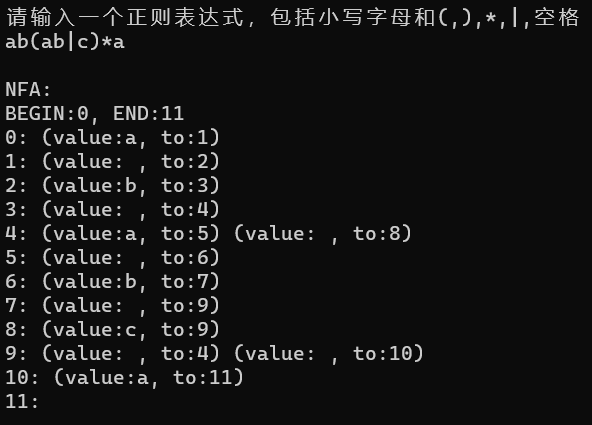 请输入一个正则表达式，包括小写字母和(,),*,|,空格
ab(ab|c)*a
NFA:
BEGIN:0, END:11
0: (value:a, to:1)
1: (value: , to:2)
2: (value:b, to:3)
3: (value: , to:4)
4: (value:a, to:5) (value: , to:8)
5: (value: , to:6)
6: (value:b, to:7)
7: (value: , to:9)
8: (value:c, to:9)
9: (value: , to:4) (value: , to:10)
10: (value:a, to:11)
11: